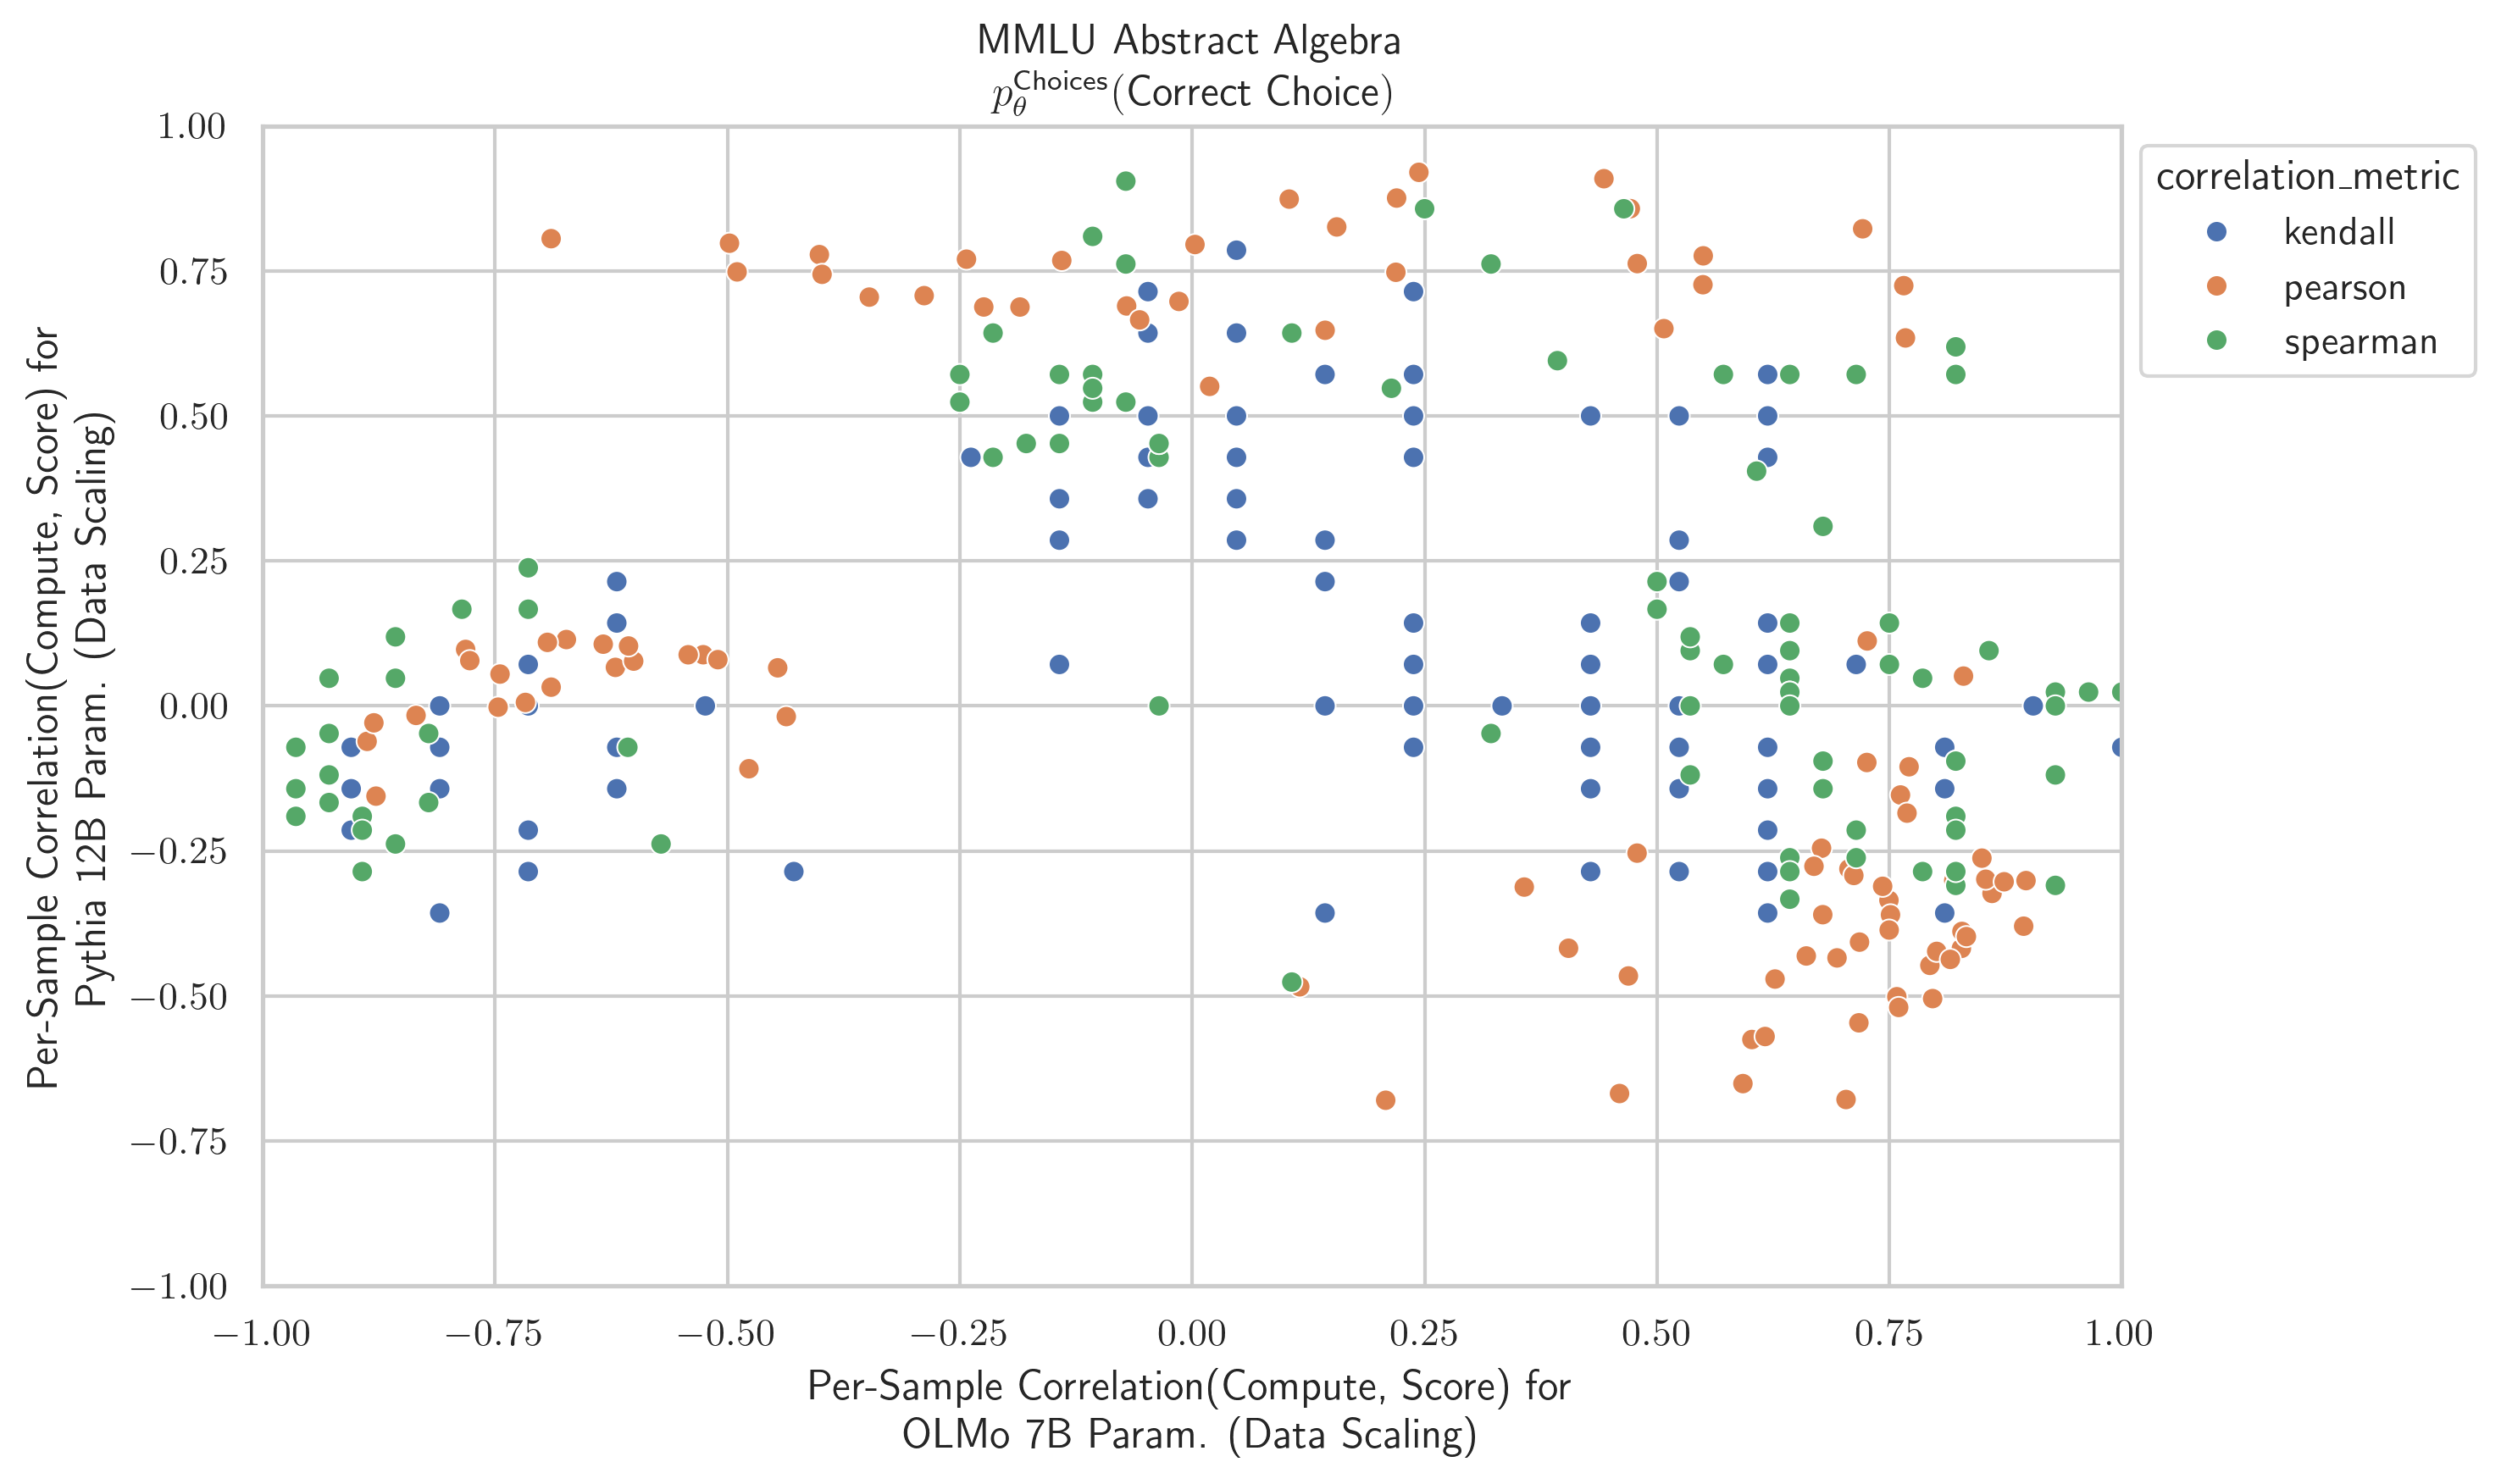 MMLU Abstract Algebra
p_θ^Choices(Correct Choice)
correlation_metric
kendall
pearson
spearman
Per-Sample Correlation(Compute, Score) for
Pythia 12B Param. (Data Scaling)
1.00
0.75
0.50
0.25
0.00
−0.25
−0.50
−0.75
−1.00
−1.00 −0.75 −0.50 −0.25 0.00 0.25 0.50 0.75 1.00
Per-Sample Correlation(Compute, Score) for
OLMo 7B Param. (Data Scaling)